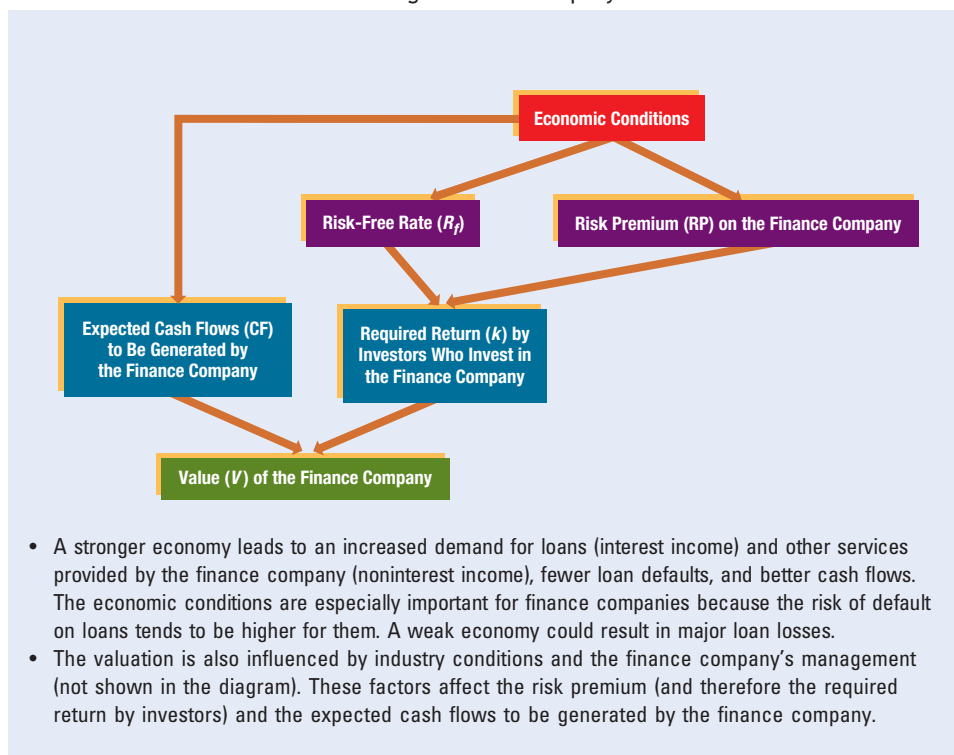 Economic Conditions
Risk-Free Rate (Rf)
Risk Premium (RP) on the Finance Company
Expected Cash Flows (CF)
to Be Generated by
the Finance Company
Required Return (k) by
Investors Who Invest in
the Finance Company
Value (V) of the Finance Company
• A stronger economy leads to an increased demand for loans (interest income) and other services
provided by the finance company (noninterest income), fewer loan defaults, and better cash flows.
The economic conditions are especially important for finance companies because the risk of default
on loans tends to be higher for them. A weak economy could result in major loan losses.
• The valuation is also influenced by industry conditions and the finance company's management
(not shown in the diagram). These factors affect the risk premium (and therefore the required
return by investors) and the expected cash flows to be generated by the finance company.